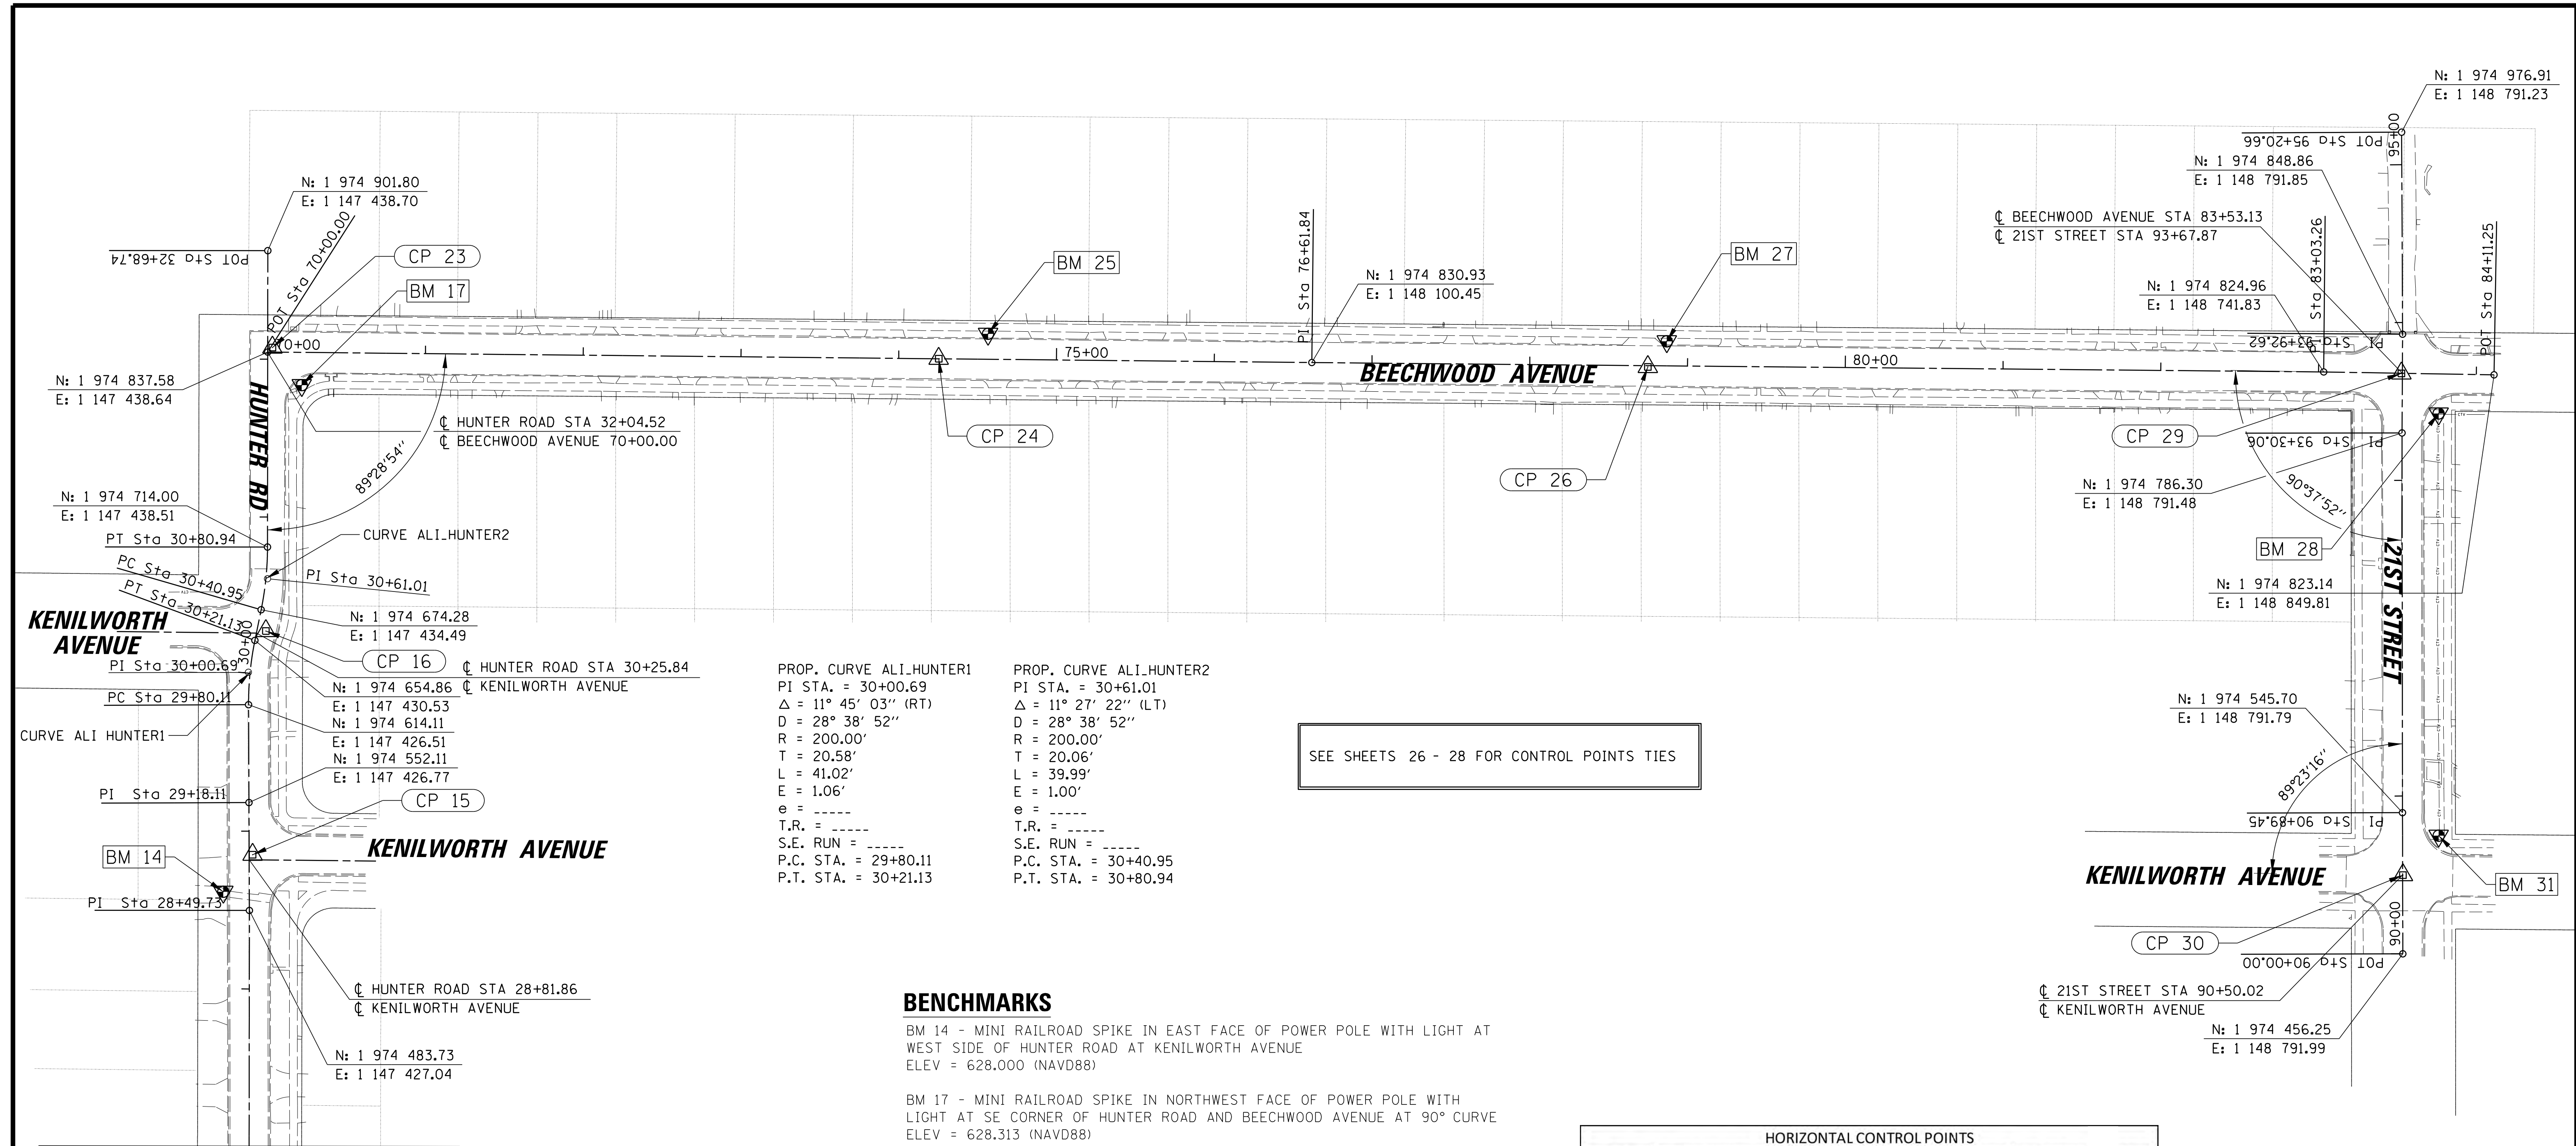 N: 1 974 976.91
E: 1 148 791.23
POT Sta 95+20.66
95+00
N: 1 974 848.86
E: 1 148 791.85
N: 1 974 901.80
E: 1 147 438.70
POT Sta 32+68.74
POT Sta 70+00.00
CP 23
BM 17
BM 25
PI Sta 76+61.84
N: 1 974 830.93
E: 1 148 100.45
BM 27
℄ BEECHWOOD AVENUE STA 83+53.13
℄ 21ST STREET STA 93+67.87
N: 1 974 824.96
E: 1 148 741.83
Sta 83+03.26
PI Sta 93+92.62
POT Sta 84+11.25
70+00
75+00
80+00
BEECHWOOD AVENUE
N: 1 974 837.58
E: 1 147 438.64
HUNTER RD
℄ HUNTER ROAD STA 32+04.52
℄ BEECHWOOD AVENUE 70+00.00
89°28'54''
CP 24
CP 26
CP 29
PI Sta 93+30.06
N: 1 974 786.30
E: 1 148 791.48
90°37'52''
BM 28
21ST STREET
N: 1 974 823.14
E: 1 148 849.81
N: 1 974 714.00
E: 1 147 438.51
PT Sta 30+80.94
CURVE ALI_HUNTER2
PC Sta 30+40.95
PT Sta 30+21.13
PI Sta 30+61.01
KENILWORTH
AVENUE
30+00
N: 1 974 674.28
E: 1 147 434.49
CP 16
PI Sta 30+00.69
℄ HUNTER ROAD STA 30+25.84
℄ KENILWORTH AVENUE
N: 1 974 654.86
E: 1 147 430.53
PC Sta 29+80.11
N: 1 974 614.11
E: 1 147 426.51
CURVE ALI HUNTER1
N: 1 974 552.11
E: 1 147 426.77
PI Sta 29+18.11
CP 15
BM 14
KENILWORTH AVENUE
PI Sta 28+49.73
℄ HUNTER ROAD STA 28+81.86
℄ KENILWORTH AVENUE
N: 1 974 483.73
E: 1 147 427.04
PROP. CURVE ALI_HUNTER1
PI STA. = 30+00.69
Δ = 11° 45' 03'' (RT)
D = 28° 38' 52''
R = 200.00'
T = 20.58'
L = 41.02'
E = 1.06'
e = _____
T.R. = _____
S.E. RUN = _____
P.C. STA. = 29+80.11
P.T. STA. = 30+21.13
PROP. CURVE ALI_HUNTER2
PI STA. = 30+61.01
Δ = 11° 27' 22'' (LT)
D = 28° 38' 52''
R = 200.00'
T = 20.06'
L = 39.99'
E = 1.00'
e = _____
T.R. = _____
S.E. RUN = _____
P.C. STA. = 30+40.95
P.T. STA. = 30+80.94
SEE SHEETS 26 - 28 FOR CONTROL POINTS TIES
N: 1 974 545.70
E: 1 148 791.79
89°23'16''
PI Sta 90+89.45
KENILWORTH AVENUE
BM 31
CP 30
90+00
POT Sta 90+00.00
℄ 21ST STREET STA 90+50.02
℄ KENILWORTH AVENUE
N: 1 974 456.25
E: 1 148 791.99
BENCHMARKS
BM 14 - MINI RAILROAD SPIKE IN EAST FACE OF POWER POLE WITH LIGHT AT
WEST SIDE OF HUNTER ROAD AT KENILWORTH AVENUE
ELEV = 628.000 (NAVD88)
BM 17 - MINI RAILROAD SPIKE IN NORTHWEST FACE OF POWER POLE WITH
LIGHT AT SE CORNER OF HUNTER ROAD AND BEECHWOOD AVENUE AT 90° CURVE
ELEV = 628.313 (NAVD88)
HORIZONTAL CONTROL POINTS